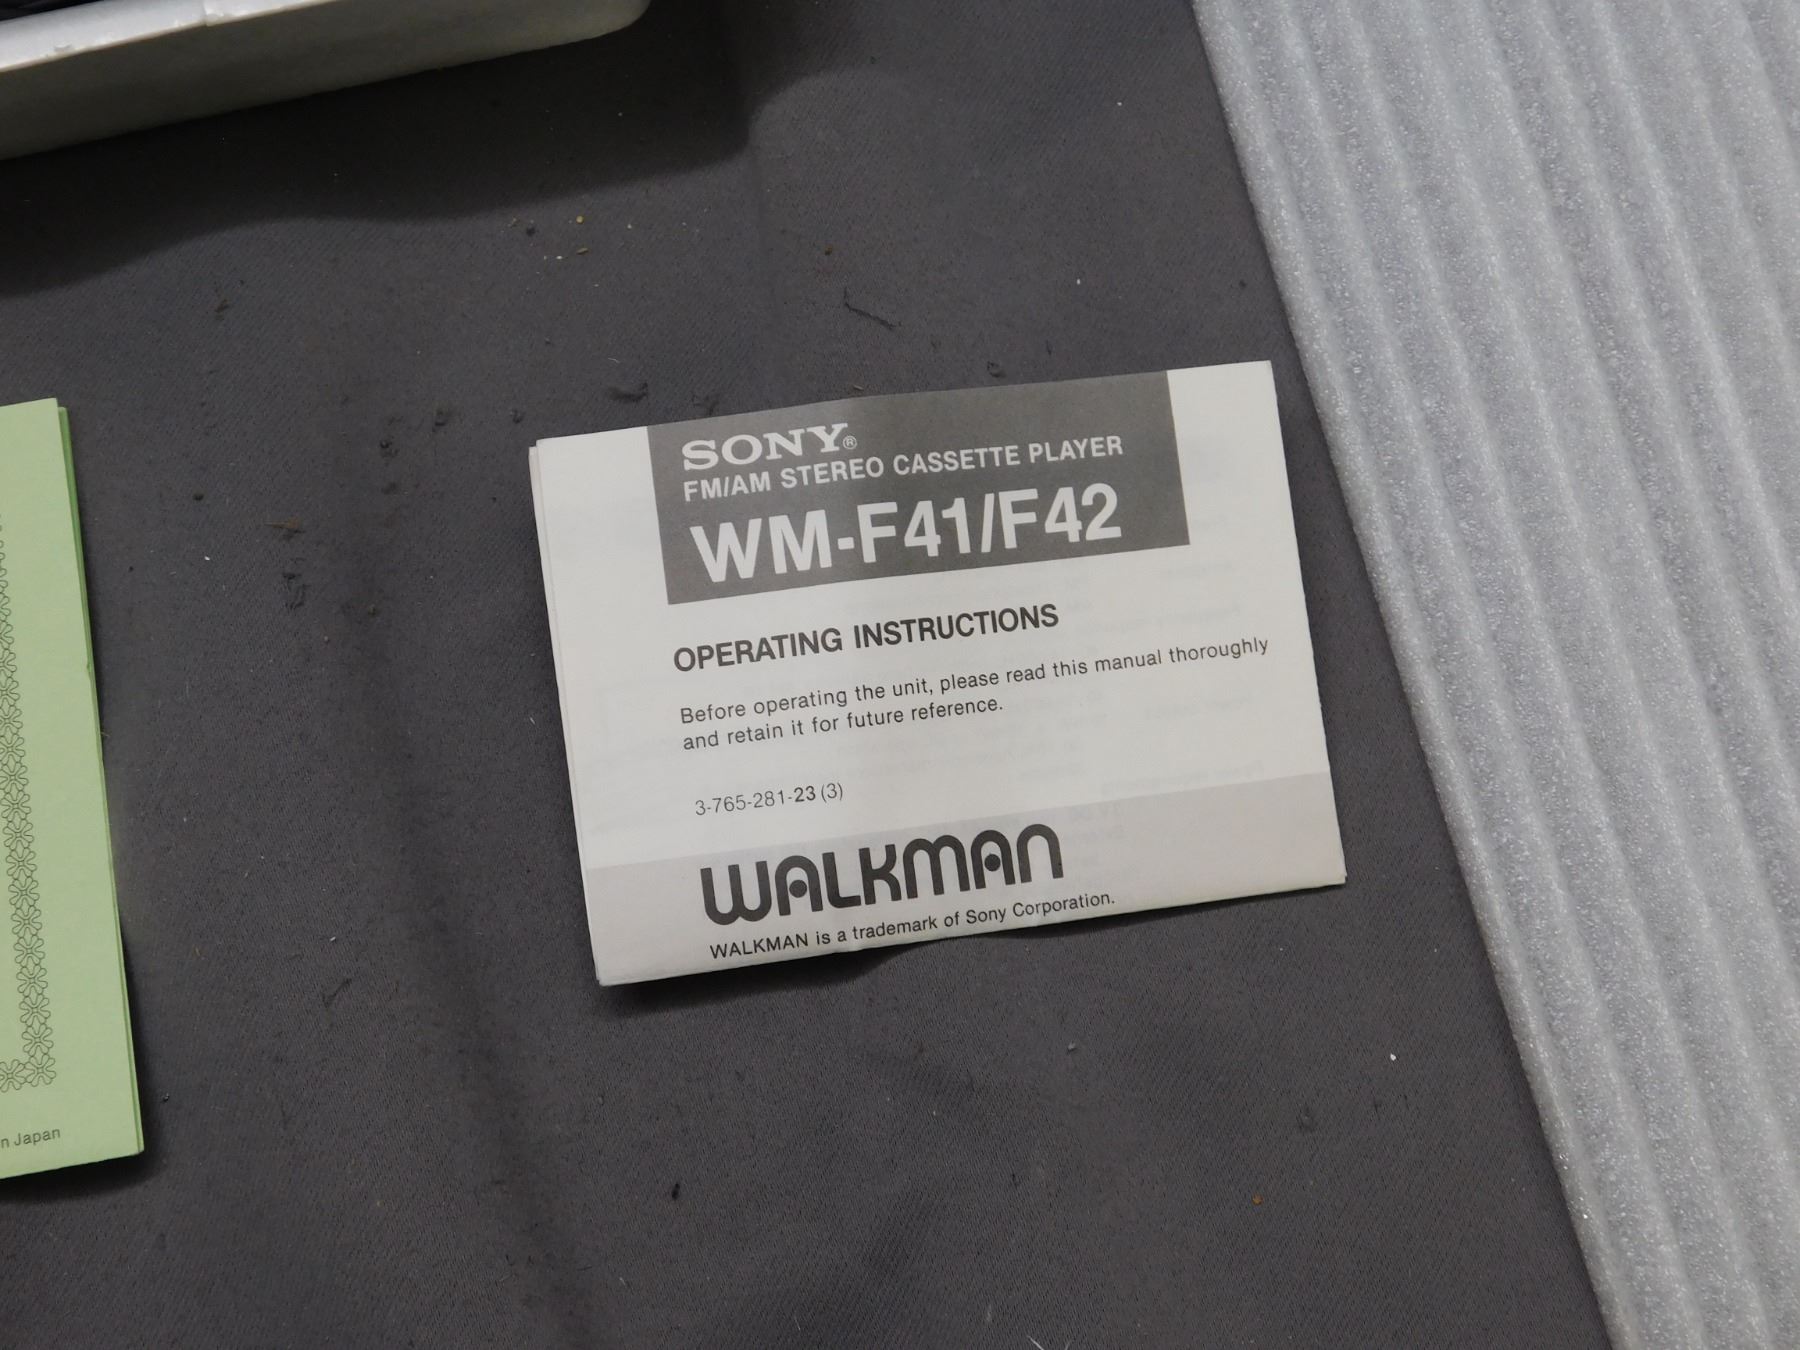 SONY®
FM/AM STEREO CASSETTE PLAYER
WM-F41/F42
OPERATING INSTRUCTIONS
Before operating the unit, please read this manual thoroughly
and retain it for future reference.
3-765-281-23 (3)
WALKMAN
WALKMAN is a trademark of Sony Corporation.
n Japan